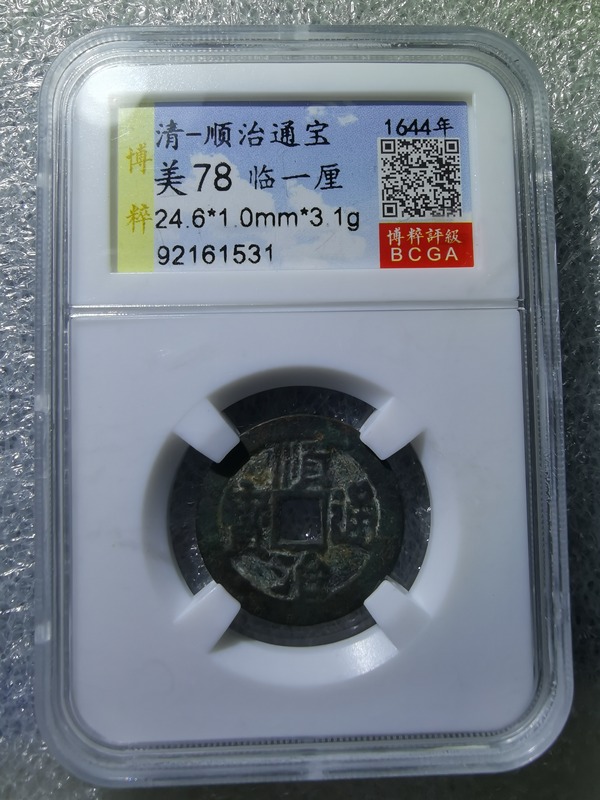 博粹
清-顺治通宝
1644年
美78 临一厘
24.6*1.0mm*3.1g
92161531
博粹評級
BCGA
順治通寶